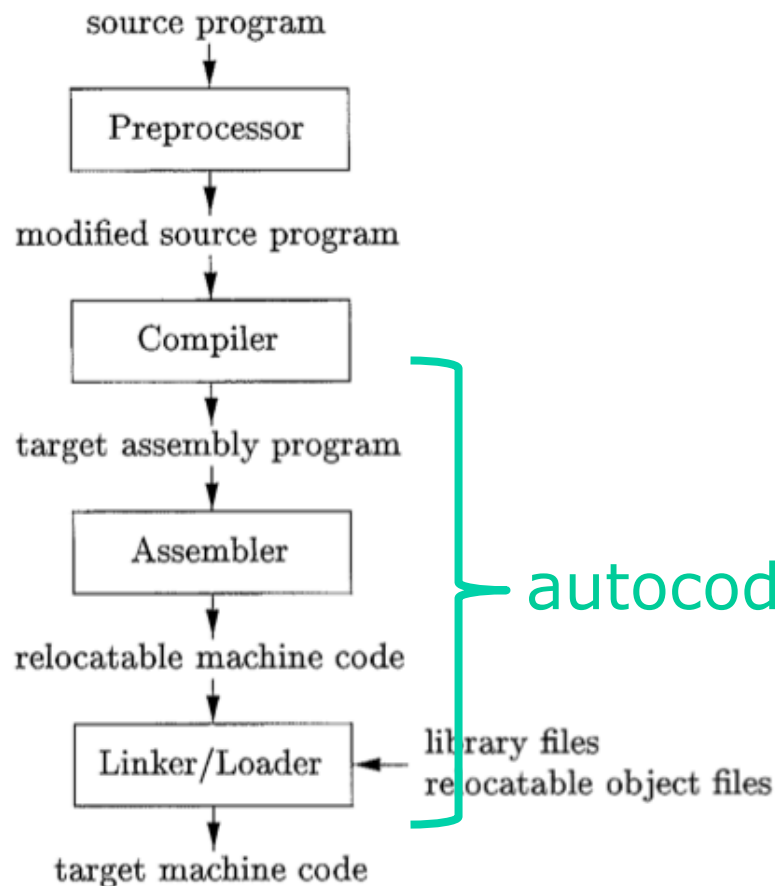 source program
Preprocessor
modified source program
Compiler
target assembly program
Assembler
autocod
relocatable machine code
library files
Linker/Loader
relocatable object files
target machine code